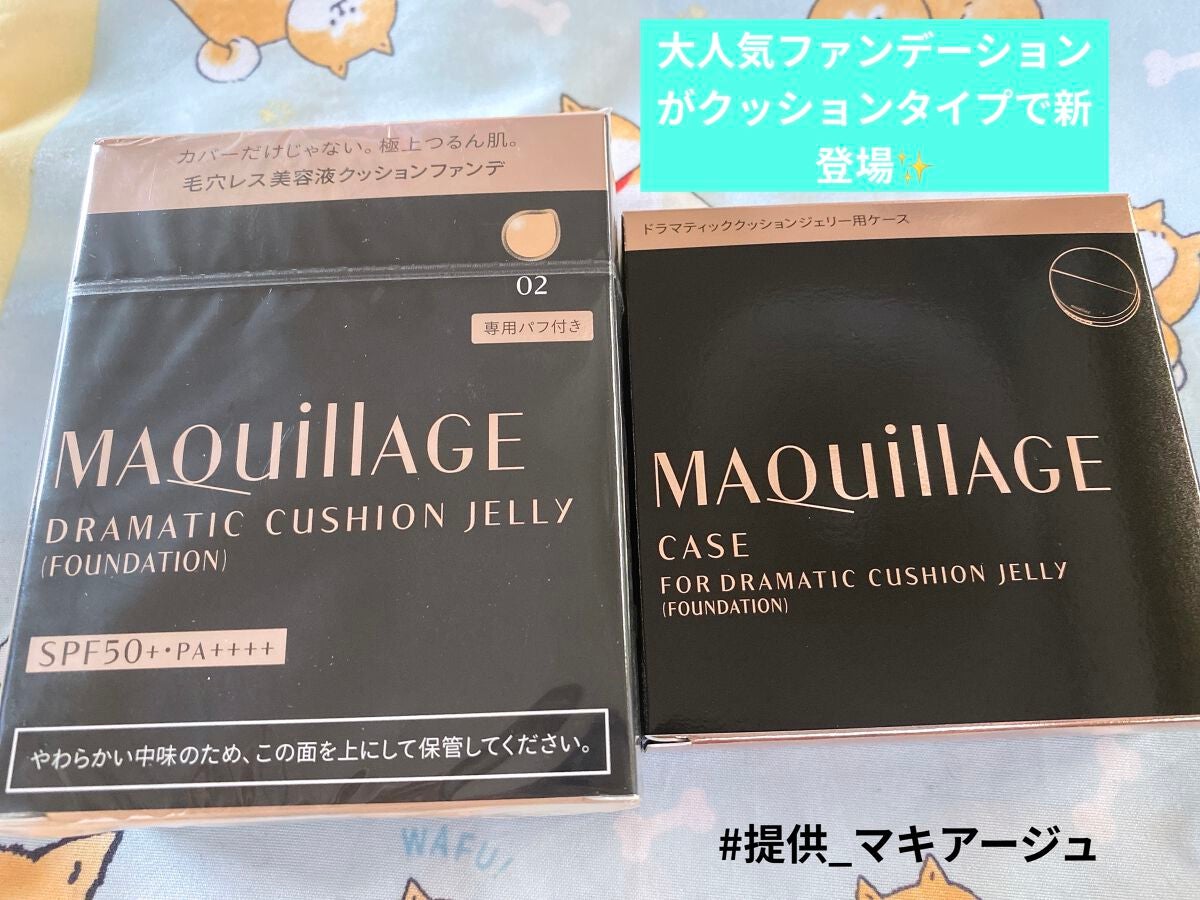 大人気ファンデーション
がクッションタイプで新
登場✨
カバーだけじゃない。極上つるん肌。
毛穴レス美容液クッションファンデ
02
専用パフ付き
MAQuillAGE
DRAMATIC CUSHION JELLY
(FOUNDATION)
SPF50+・PA++++
やわらかい中味のため、この面を上にして保管してください。
ドラマティッククッションジェリー用ケース
MAQuillAGE
CASE
FOR DRAMATIC CUSHION JELLY
(FOUNDATION)
WAFU!
#提供_マキアージュ